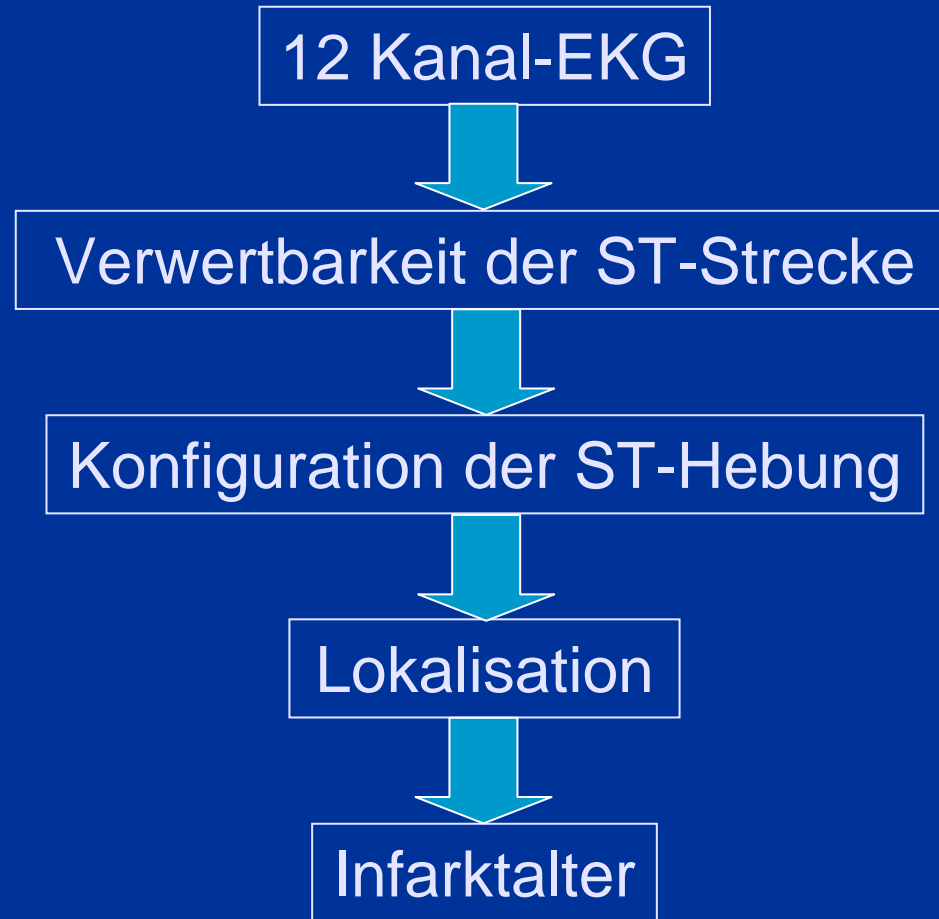 12 Kanal-EKG
Verwertbarkeit der ST-Strecke
Konfiguration der ST-Hebung
Lokalisation
Infarktalter